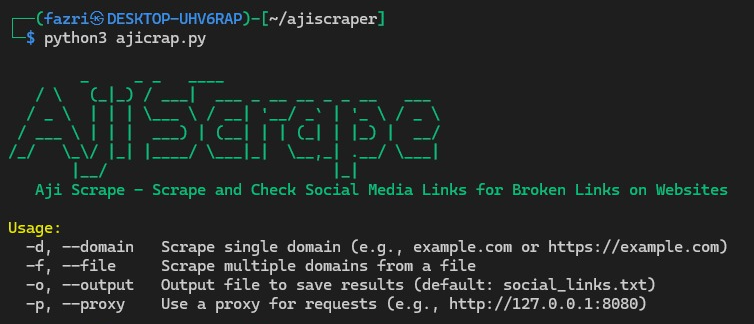 ┌──(fazri㉿DESKTOP-UHV6RAP)-[~/ajiscraper]
└─$ python3 ajicrap.py
Aji Scrape
Aji Scrape - Scrape and Check Social Media Links for Broken Links on Websites
Usage:
-d, --domain   Scrape single domain (e.g., example.com or https://example.com)
-f, --file     Scrape multiple domains from a file
-o, --output   Output file to save results (default: social_links.txt)
-p, --proxy    Use a proxy for requests (e.g., http://127.0.0.1:8080)